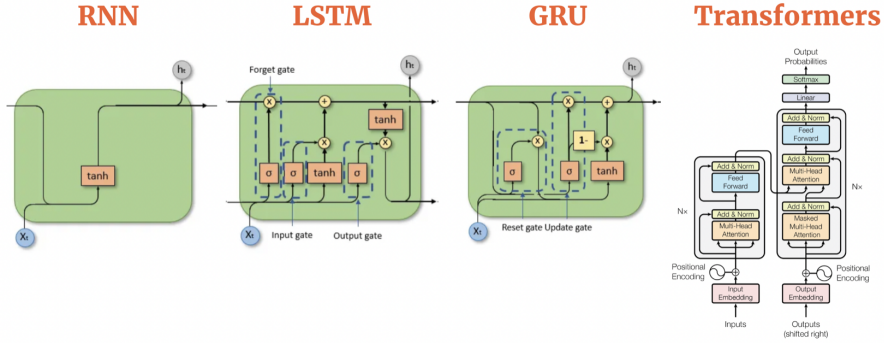 RNN
LSTM
GRU
Transformers
hₜ
tanh
Xₜ
Forget gate
hₜ
x
+
tanh
x
x
σ
σ
tanh
σ
Xₜ
Input gate
Output gate
hₜ
x
+
x
1-
x
σ
σ
tanh
Xₜ
Reset gate
Update gate
Output
Probabilities
Softmax
Linear
Add & Norm
Feed
Forward
Add & Norm
Multi-Head
Attention
Nx
Add & Norm
Masked
Multi-Head
Attention
Add & Norm
Feed
Forward
Nx
Add & Norm
Multi-Head
Attention
Positional
Encoding
+
Input
Embedding
Inputs
+
Positional
Encoding
Output
Embedding
Outputs
(shifted right)